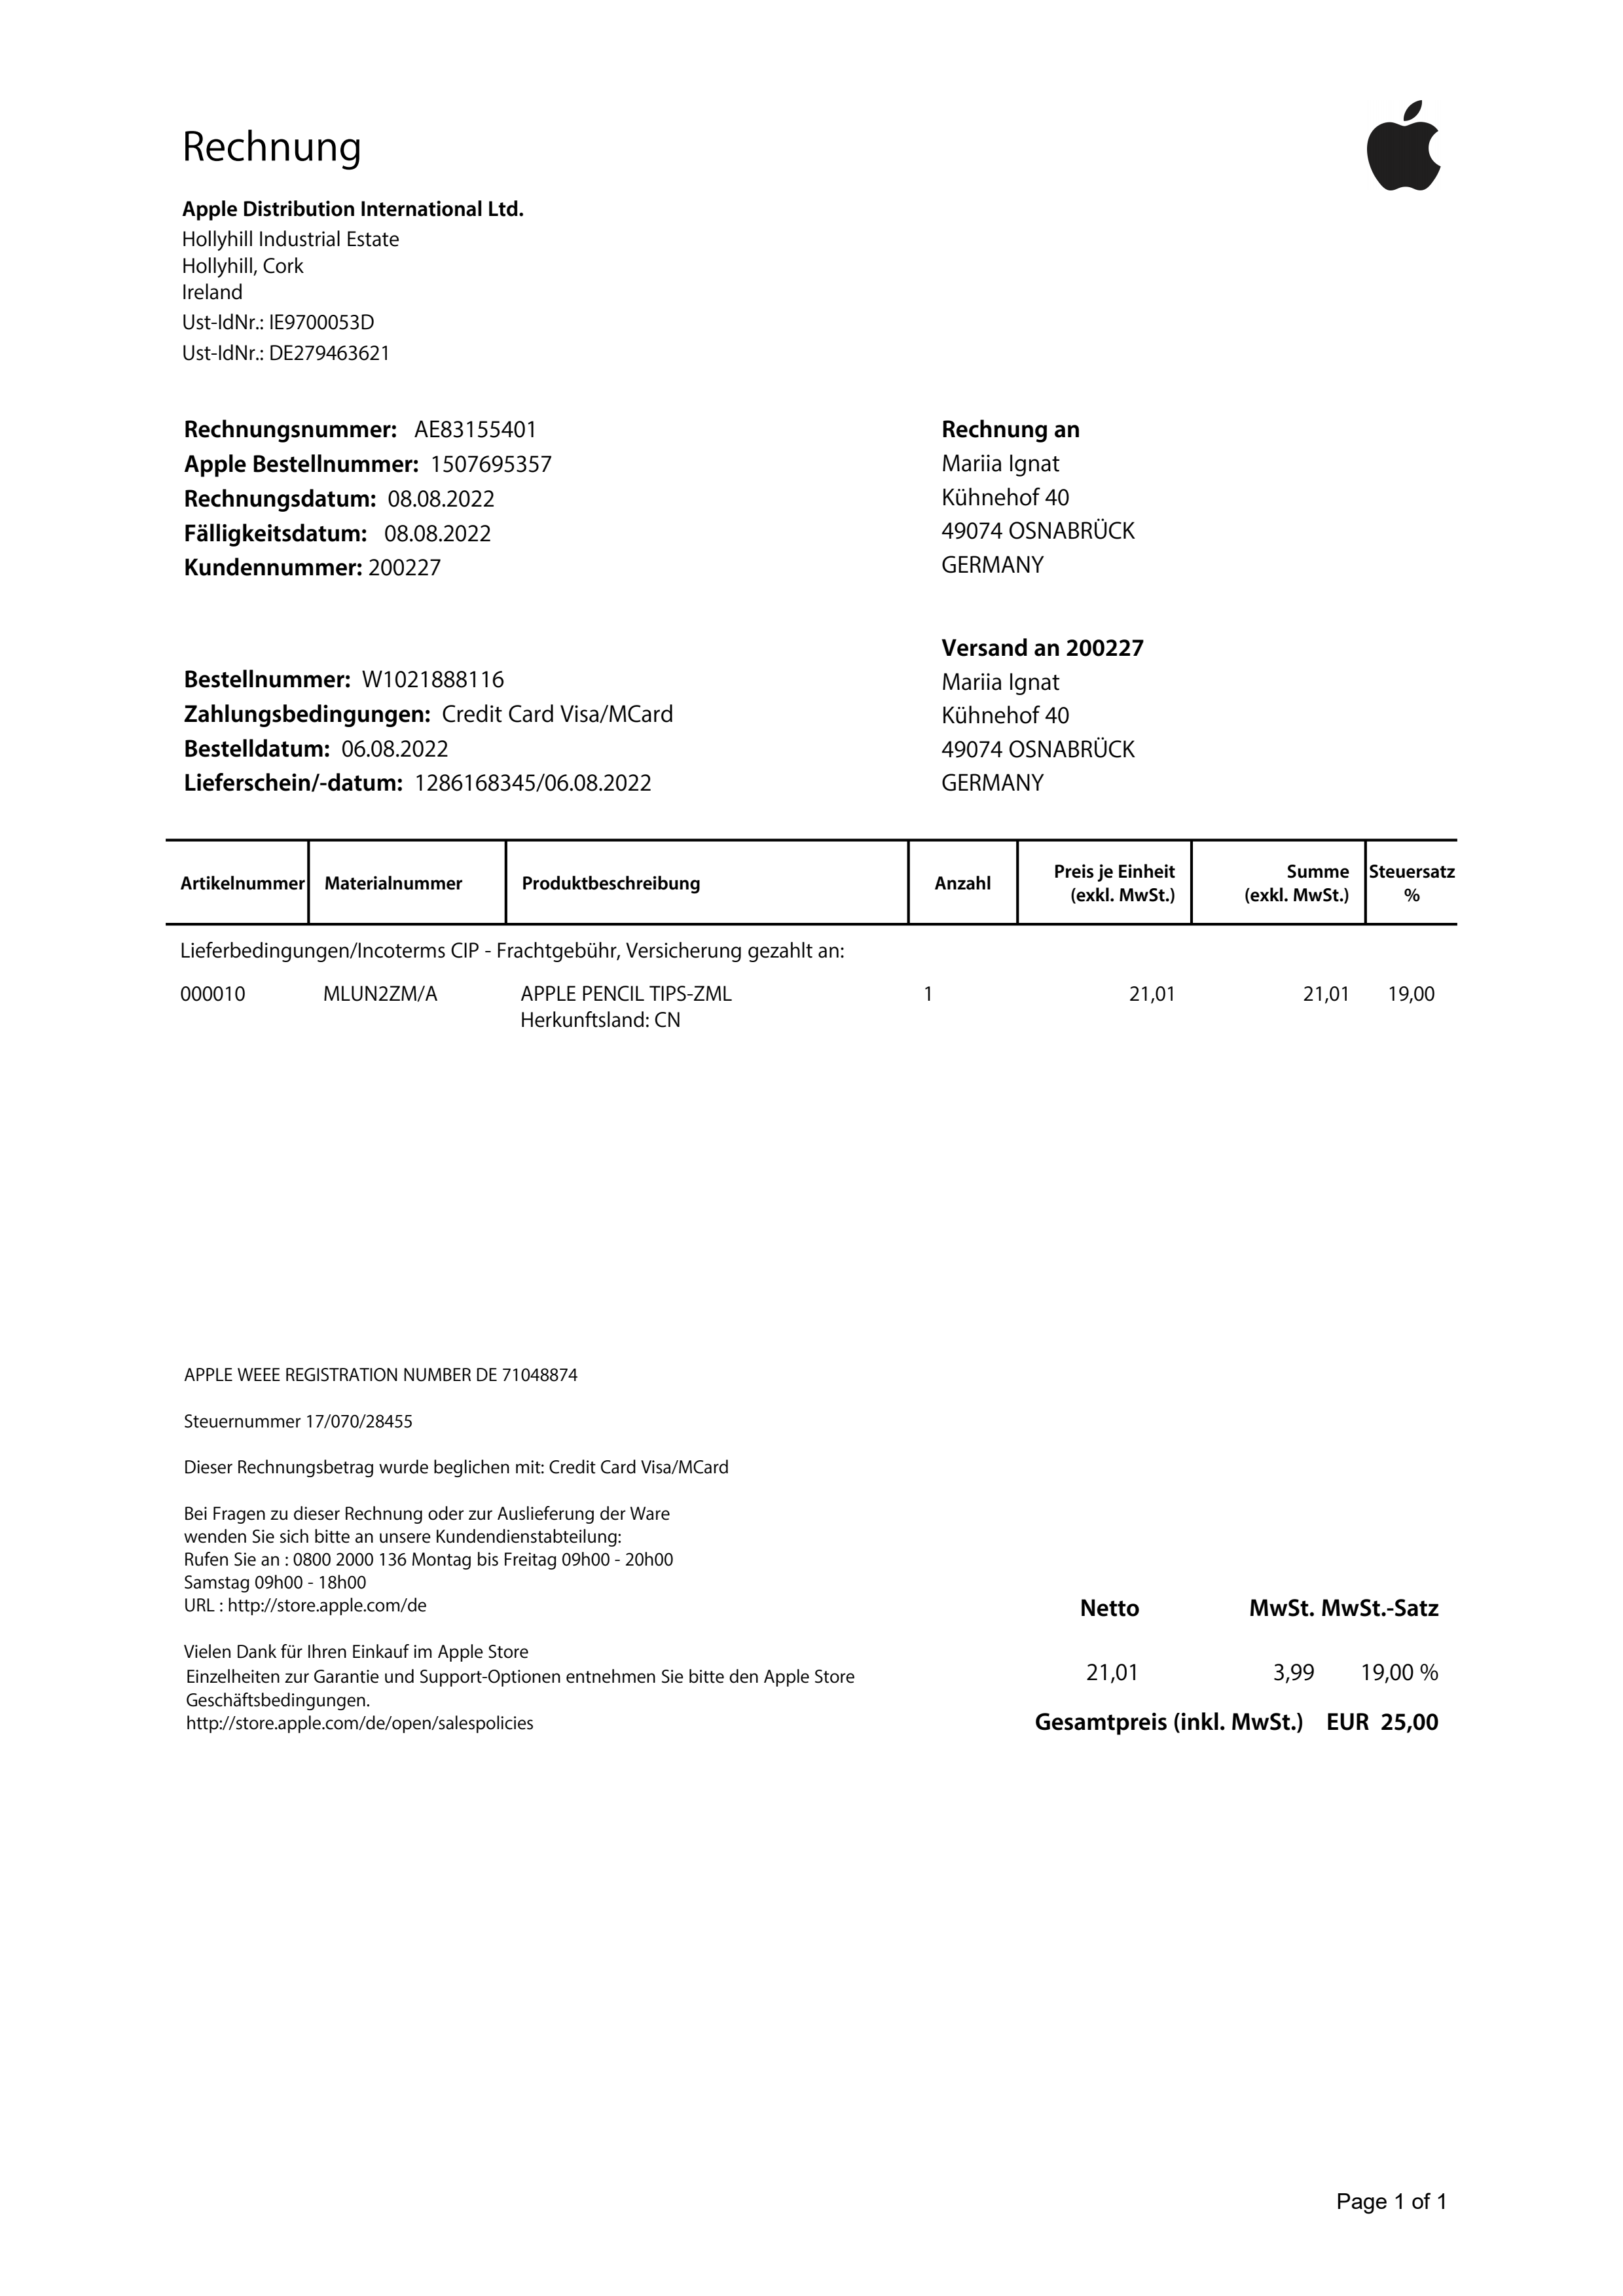 Rechnung
Apple Distribution International Ltd.
Hollyhill Industrial Estate
Hollyhill, Cork
Ireland
Ust-IdNr.: IE9700053D
Ust-IdNr.: DE279463621
Rechnungsnummer: AE83155401
Apple Bestellnummer: 1507695357
Rechnungsdatum: 08.08.2022
Fälligkeitsdatum: 08.08.2022
Kundennummer: 200227
Rechnung an
Mariia Ignat
Kühnehof 40
49074 OSNABRÜCK
GERMANY
Bestellnummer: W1021888116
Zahlungsbedingungen: Credit Card Visa/MCard
Bestelldatum: 06.08.2022
Lieferschein/-datum: 1286168345/06.08.2022
Versand an 200227
Mariia Ignat
Kühnehof 40
49074 OSNABRÜCK
GERMANY
Artikelnummer Materialnummer Produktbeschreibung Anzahl Preis je Einheit (exkl. MwSt.) Summe (exkl. MwSt.) Steuersatz %
Lieferbedingungen/Incoterms CIP - Frachtgebühr, Versicherung gezahlt an:
000010 MLUN2ZM/A APPLE PENCIL TIPS-ZML 1 21,01 21,01 19,00
Herkunftsland: CN
APPLE WEEE REGISTRATION NUMBER DE 71048874
Steuernummer 17/070/28455
Dieser Rechnungsbetrag wurde beglichen mit: Credit Card Visa/MCard
Bei Fragen zu dieser Rechnung oder zur Auslieferung der Ware
wenden Sie sich bitte an unsere Kundendienstabteilung:
Rufen Sie an : 0800 2000 136 Montag bis Freitag 09h00 - 20h00
Samstag 09h00 - 18h00
URL : http://store.apple.com/de
Vielen Dank für Ihren Einkauf im Apple Store
Einzelheiten zur Garantie und Support-Optionen entnehmen Sie bitte den Apple Store
Geschäftsbedingungen.
http://store.apple.com/de/open/salespolicies
Netto MwSt. MwSt.-Satz
21,01 3,99 19,00 %
Gesamtpreis (inkl. MwSt.) EUR 25,00
Page 1 of 1